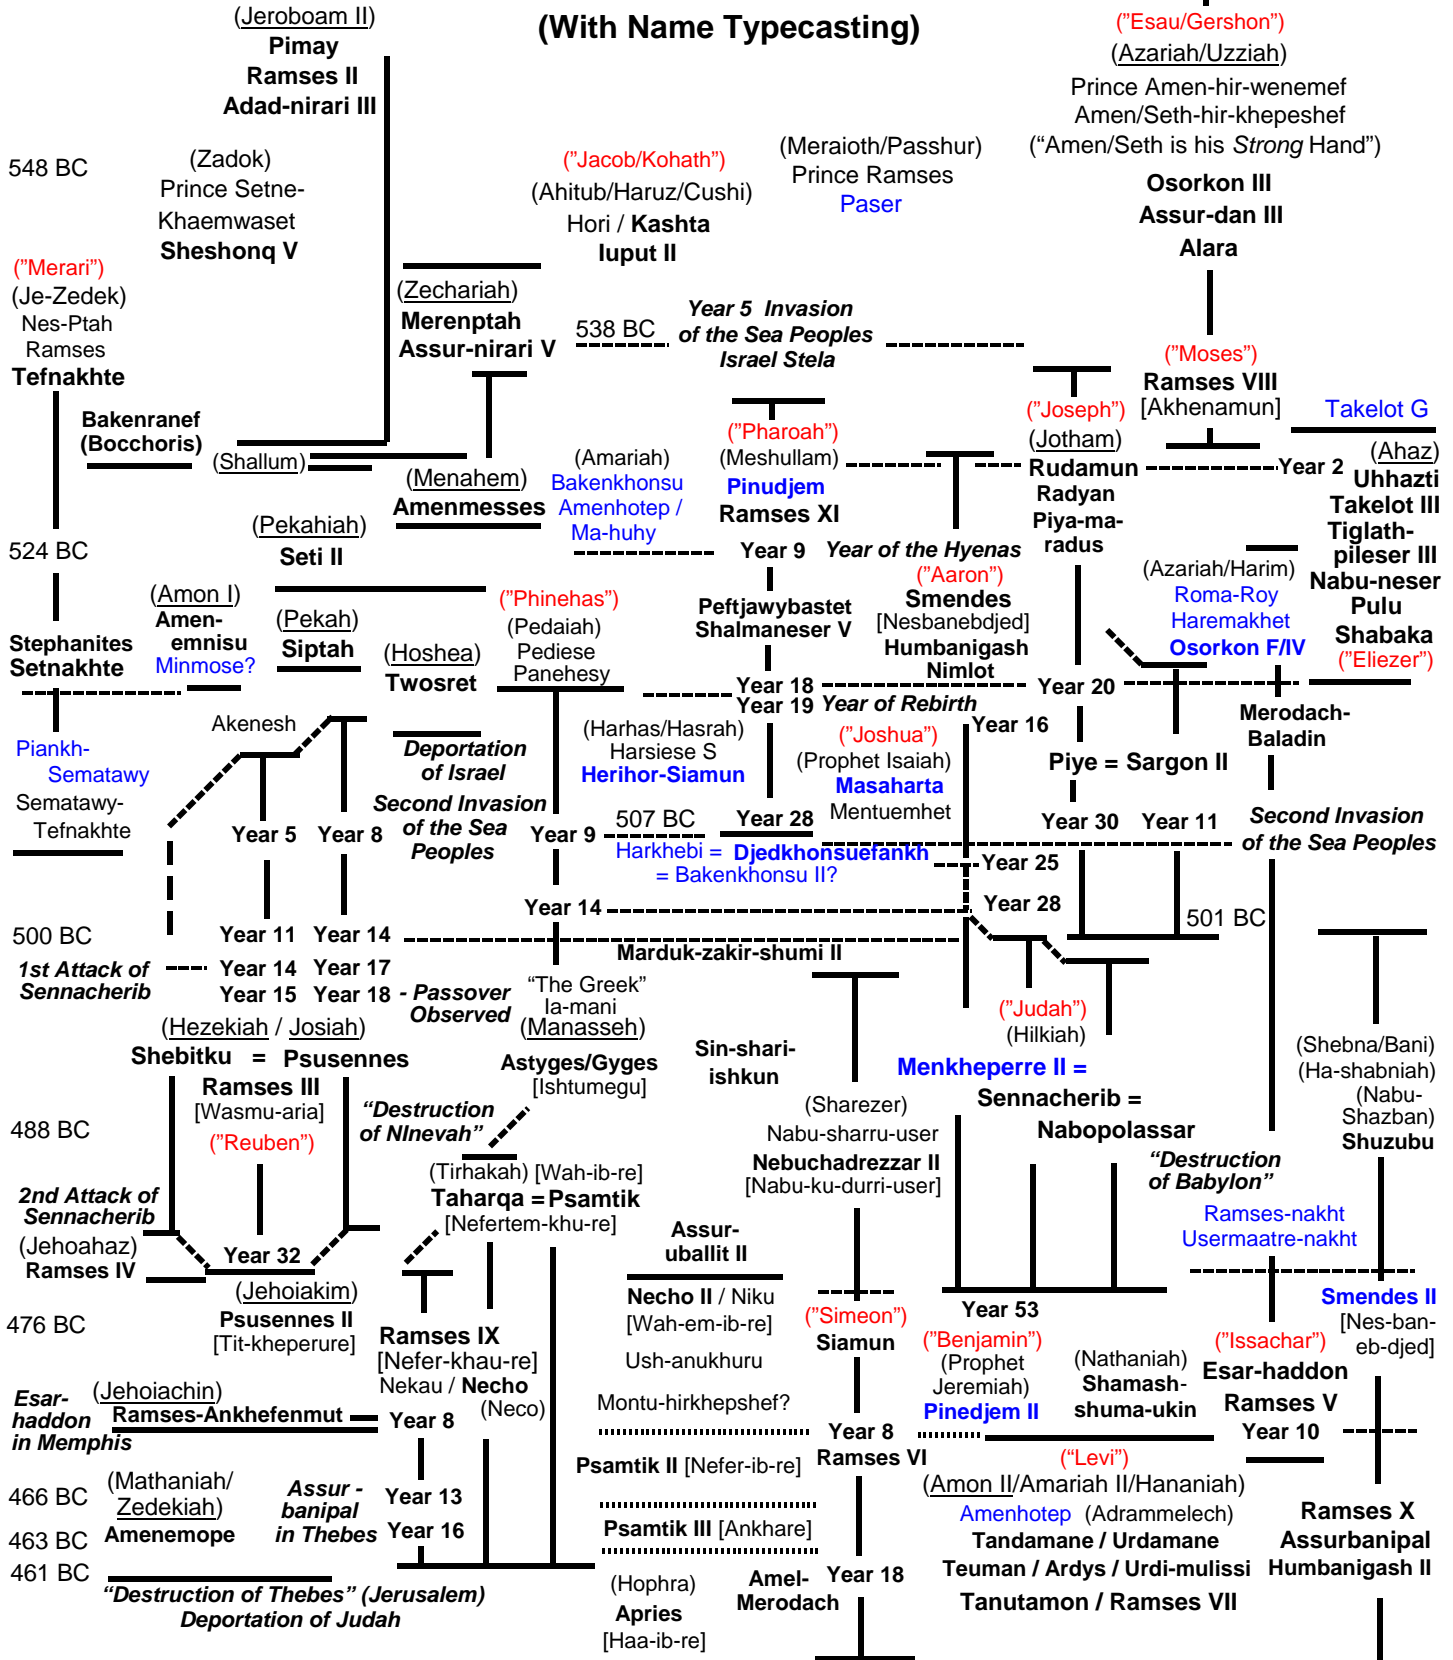 (Jeroboam II)
Pimay
Ramses II
Adad-nirari III
(With Name Typecasting)
("Esau/Gershon")
(Azariah/Uzziah)
Prince Amen-hir-wenemef
Amen/Seth-hir-khepeshef
("Amen/Seth is his Strong Hand")
Osorkon III
Assur-dan III
Alara
548 BC
(Zadok)
Prince Setne-
Khaemwaset
Sheshonq V
("Jacob/Kohath")
(Ahitub/Haruz/Cushi)
Hori / Kashta
Iuput II
(Meraioth/Passhur)
Prince Ramses
Paser
("Merari")
(Je-Zedek)
Nes-Ptah
Ramses
Tefnakhte
(Zechariah)
Merenptah
Assur-nirari V
538 BC
Year 5 Invasion
of the Sea Peoples
Israel Stela
("Moses")
Ramses VIII
[Akhenamun]
Takelot G
Bakenranef
(Bocchoris)
(Shallum)
(Menahem)
Amenmesses
(Amariah)
Bakenkhonsu
Amenhotep /
Ma-huhy
("Pharoah")
(Meshullam)
Pinudjem
Ramses XI
("Joseph")
(Jotham)
Rudamun
Radyan
Piya-ma-
radus
Year 2
(Ahaz)
Uhhazti
Takelot III
Tiglath-
pileser III
Nabu-neser
Pulu
Shabaka
("Eliezer")
524 BC
(Pekahiah)
Seti II
Year 9
Year of the Hyenas
("Aaron")
Smendes
[Nesbanebdjed]
Humbanigash
Nimlot
(Azariah/Harim)
Roma-Roy
Haremakhet
Osorkon F/IV
Stephanites
Setnakhte
(Amon I)
Amen-
emnisu
Minmose?
(Pekah)
Siptah
(Hoshea)
Twosret
("Phinehas")
(Pedaiah)
Pediese
Panehesy
Peftjawybastet
Shalmaneser V
Year 18
Year 19
Year of Rebirth
Year 20
Year 16
Merodach-
Baladin
Piankh-
Sematawy
Sematawy-
Tefnakhte
Akenesh
Deportation
of Israel
(Harhas/Hasrah)
Harsiese S
Herihor-Siamun
("Joshua")
(Prophet Isaiah)
Masaharta
Mentuemhet
Piye = Sargon II
Year 5
Year 8
Second Invasion
of the Sea
Peoples
Year 9
507 BC
Year 28
Harkhebi = Djedkhonsuefankh
= Bakenkhonsu II?
Year 30
Year 11
Second Invasion
of the Sea Peoples
Year 25
Year 14
Year 28
501 BC
500 BC
Year 11
Year 14
Marduk-zakir-shumi II
1st Attack of
Sennacherib
Year 14
Year 17
Year 15
Year 18
- Passover
Observed
"The Greek"
Ia-mani
(Manasseh)
Astyges/Gyges
[Ishtumegu]
(Hezekiah / Josiah)
Shebitku = Psusennes
Ramses III
[Wasmu-aria]
("Reuben")
Sin-shari-
ishkun
("Judah")
(Hilkiah)
Menkheperre II =
Sennacherib =
Nabopolassar
(Shebna/Bani)
(Ha-shabniah)
(Nabu-
Shazban)
Shuzubu
488 BC
"Destruction
of NInevah"
(Sharezer)
Nabu-sharru-user
Nebuchadrezzar II
[Nabu-ku-durri-user]
"Destruction
of Babylon"
2nd Attack of
Sennacherib
(Tirhakah) [Wah-ib-re]
Taharqa = Psamtik
[Nefertem-khu-re]
Ramses-nakht
Usermaatre-nakht
(Jehoahaz)
Ramses IV
Year 32
Assur-
uballit II
(Jehoiakim)
Psusennes II
[Tit-kheperure]
476 BC
Ramses IX
[Nefer-khau-re]
Nekau / Necho
(Neco)
Necho II / Niku
[Wah-em-ib-re]
Ush-anukhuru
Montu-hirkhepshef?
("Simeon")
Siamun
Year 53
("Benjamin")
(Prophet
Jeremiah)
Pinedjem II
(Nathaniah)
Shamash-
shuma-ukin
("Issachar")
Esar-haddon
Ramses V
Year 10
Smendes II
[Nes-ban-
eb-djed]
Esar-
haddon
in Memphis
(Jehoiachin)
Ramses-Ankhefenmut
Year 8
Year 8
Ramses VI
Psamtik II [Nefer-ib-re]
("Levi")
(Amon II/Amariah II/Hananiah)
Amenhotep (Adrammelech)
Tandamane / Urdamane
Teuman / Ardys / Urdi-mulissi
Tanutamon / Ramses VII
466 BC
463 BC
461 BC
(Mathaniah/
Zedekiah)
Amenemope
Assur -
banipal
in Thebes
Year 13
Year 16
Psamtik III [Ankhare]
Ramses X
Assurbanipal
Humbanigash II
"Destruction of Thebes" (Jerusalem)
Deportation of Judah
(Hophra)
Apries
[Haa-ib-re]
Amel-
Merodach
Year 18